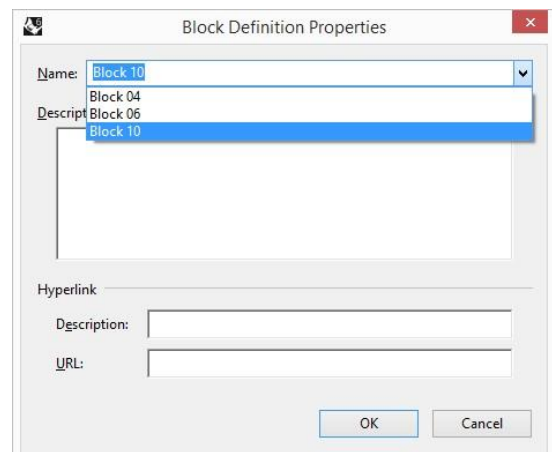 Block Definition Properties
Name: Block 10
Block 04
Descript Block 06
Block 10
Hyperlink
Description:
URL:
OK Cancel